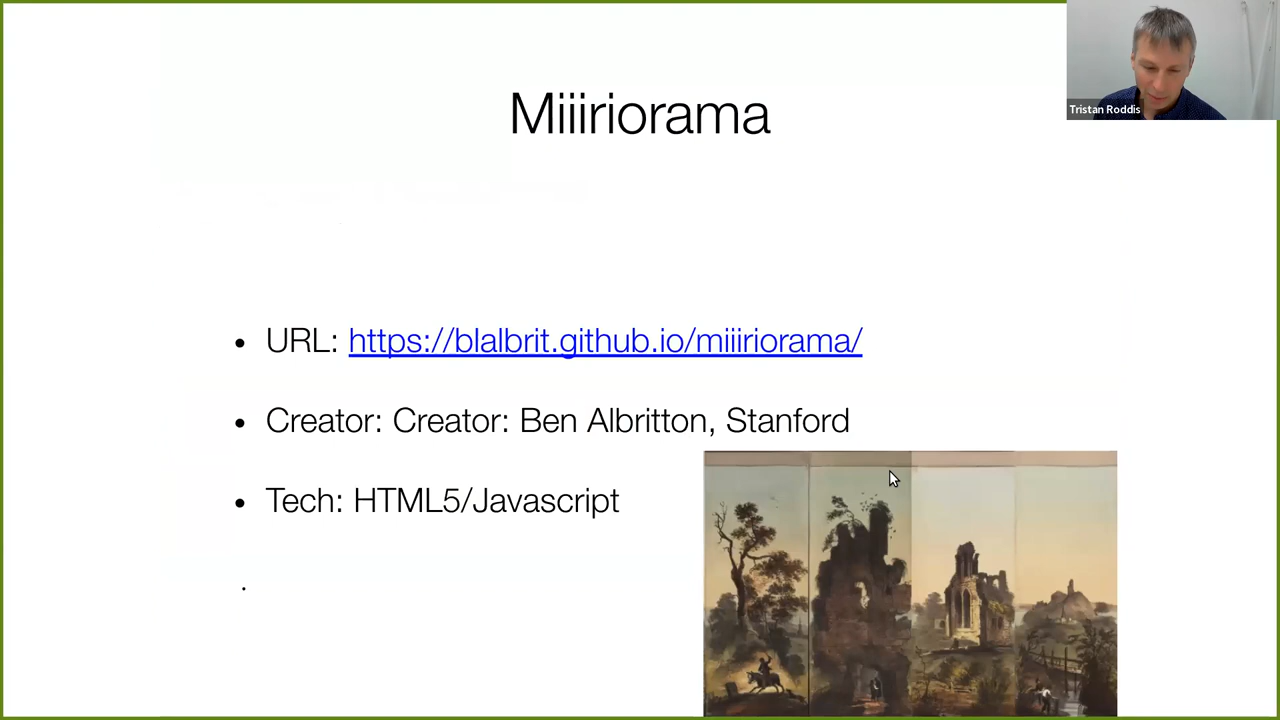 Miiiriorama
Tristan Roddis
• URL: https://blalbrit.github.io/miiiriorama/
• Creator: Creator: Ben Albritton, Stanford
• Tech: HTML5/Javascript